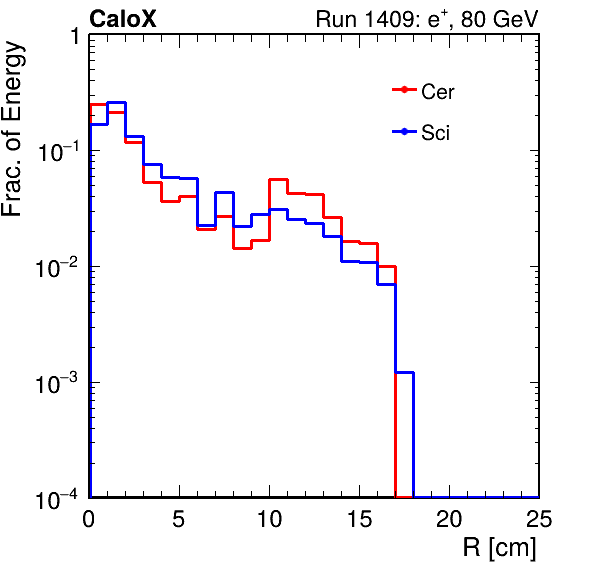 CaloX Run 1409: e⁺, 80 GeV
Frac. of Energy
1
10⁻¹
10⁻²
10⁻³
10⁻⁴
Cer
Sci
0 5 10 15 20 25
R [cm]